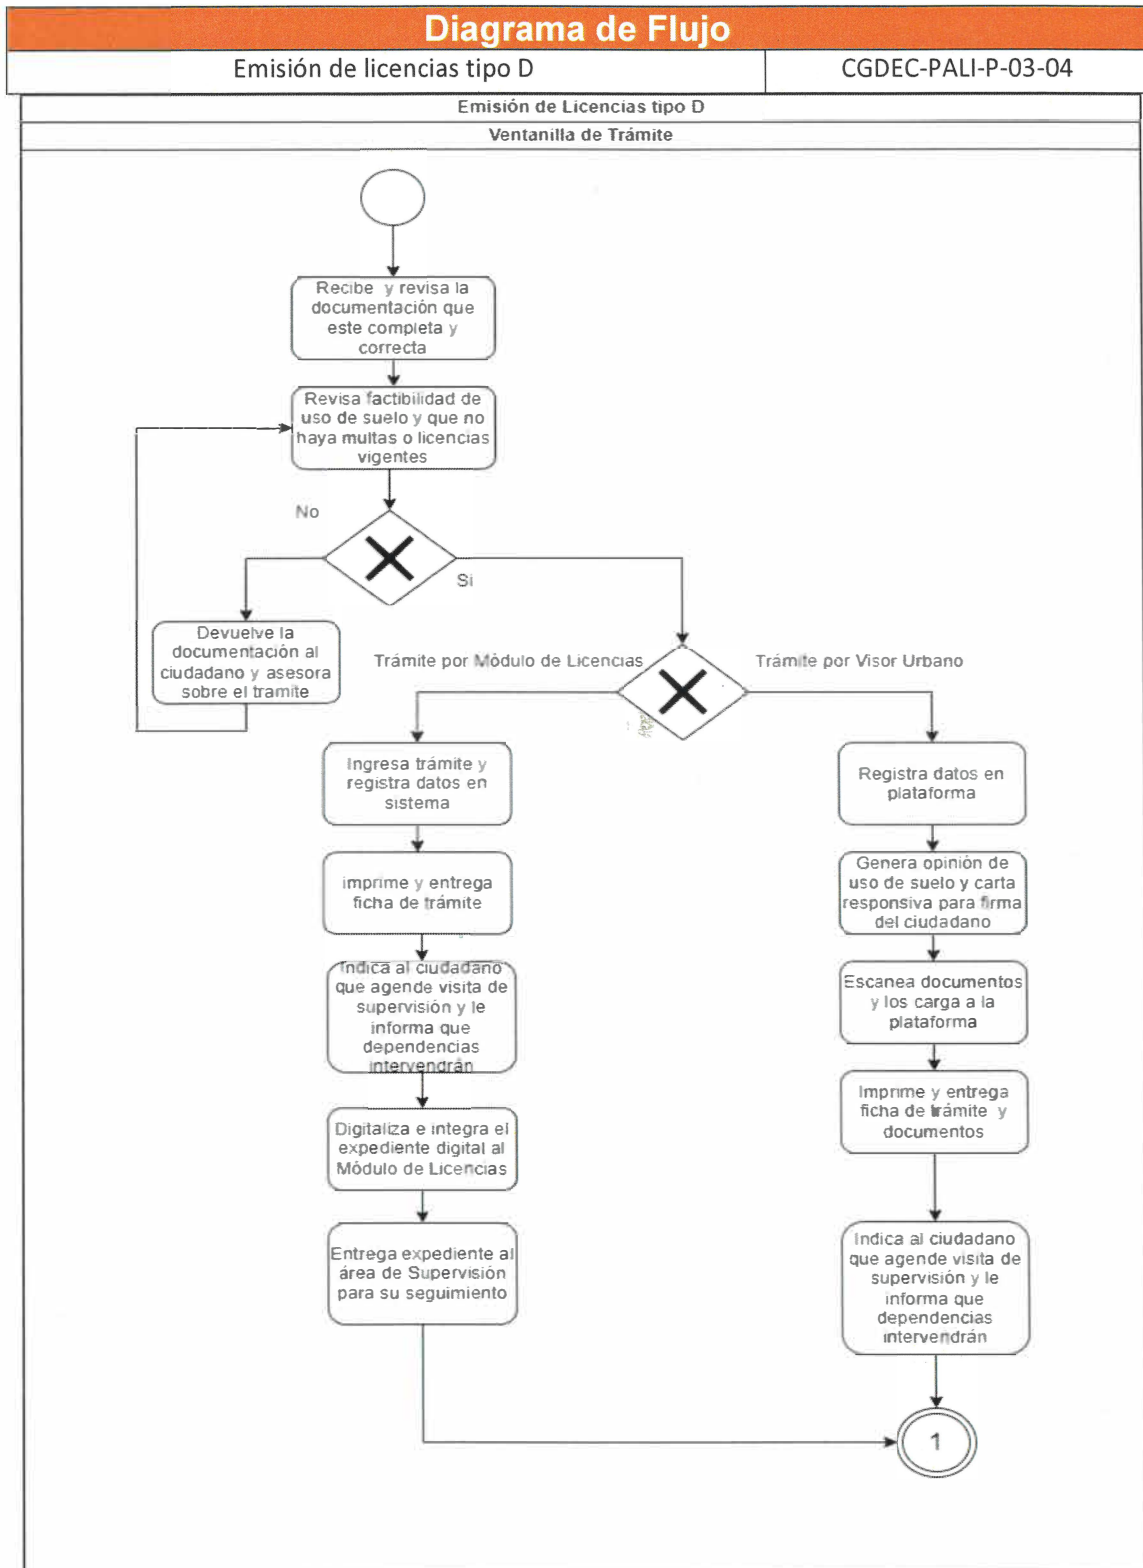 Diagrama de Flujo
Emisión de licencias tipo D
CGDEC-PALI-P-03-04
Emisión de Licencias tipo D
Ventanilla de Trámite
Recibe y revisa la
documentación que
este completa y
correcta
Revisa factibilidad de
uso de suelo y que no
haya multas o licencias
vigentes
No
Si
Devuelve la
documentación al
ciudadano y asesora
sobre el tramite
Trámite por Módulo de Licencias
Trámite por Visor Urbano
Ingresa trámite y
registra datos en
sistema
imprime y entrega
ficha de trámite
Indica al ciudadano
que agende visita de
supervisión y le
informa que
dependencias
intervendrán
Digitaliza e integra el
expediente digital al
Módulo de Licencias
Entrega expediente al
área de Supervisión
para su seguimiento
Registra datos en
plataforma
Genera opinión de
uso de suelo y carta
responsiva para firma
del ciudadano
Escanea documentos
y los carga a la
plataforma
Imprime y entrega
ficha de trámite y
documentos
Indica al ciudadano
que agende visita de
supervisión y le
informa que
dependencias
intervendrán
1